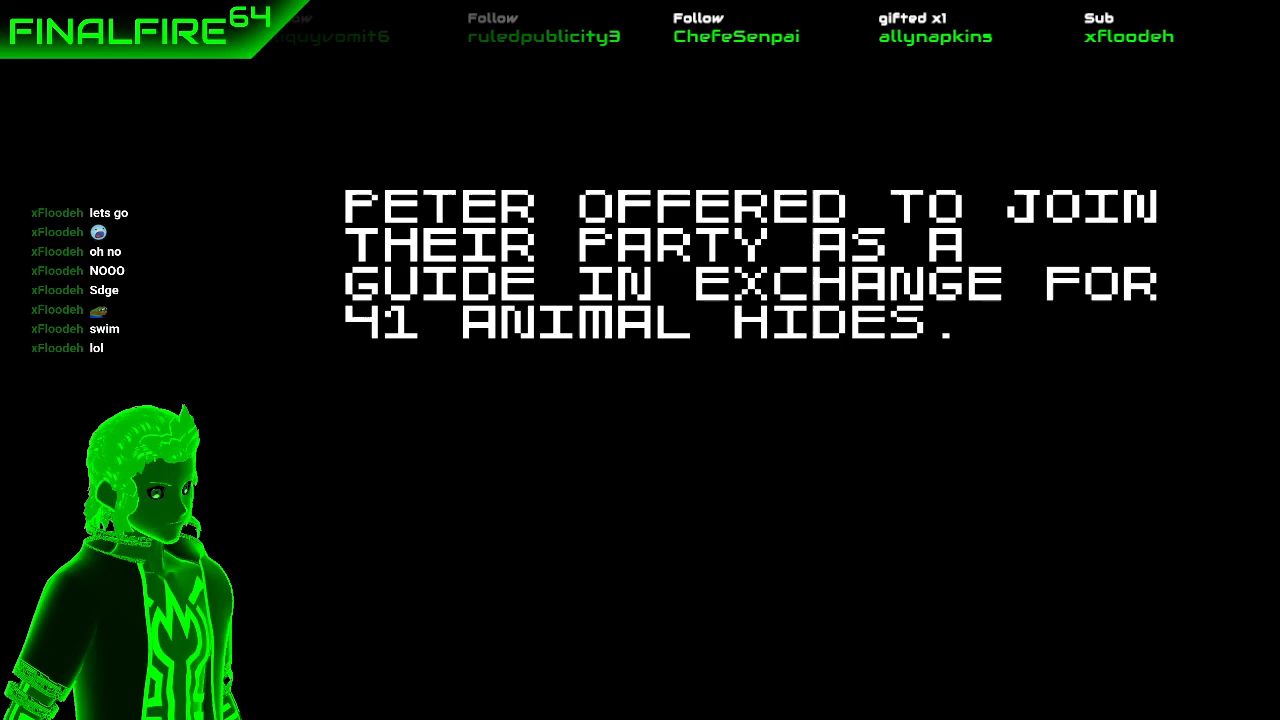 FINALFIRE64
Follow
ruledpublicity3
Follow
ChefeSenpai
gifted x1
allynapkins
Sub
xFloodeh
xFloodeh lets go
xFloodeh
xFloodeh oh no
xFloodeh NOOO
xFloodeh Sdge
xFloodeh
xFloodeh swim
xFloodeh lol
PETER OFFERED TO JOIN
THEIR PARTY AS A
GUIDE IN EXCHANGE FOR
41 ANIMAL HIDES.